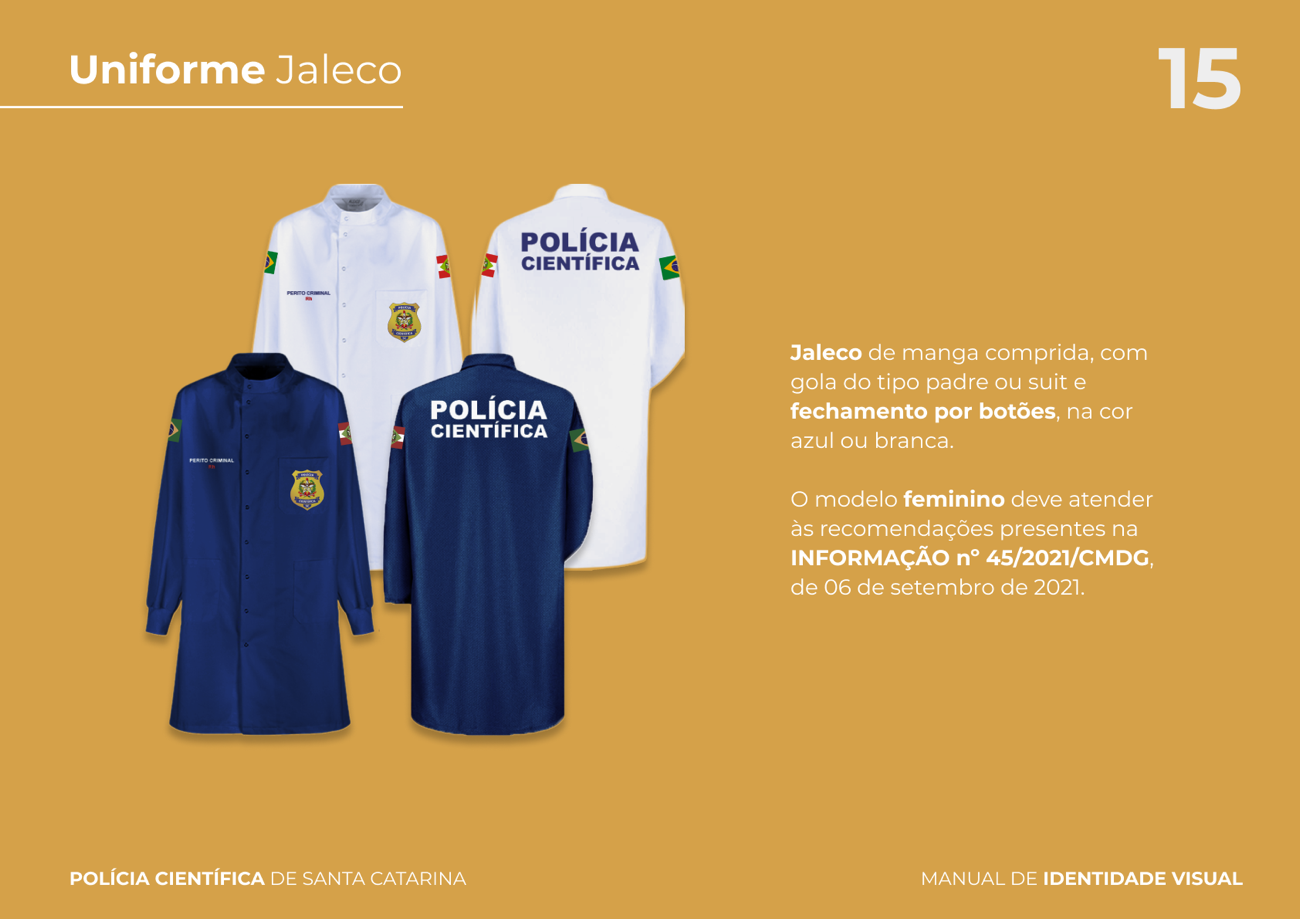 Uniforme Jaleco
15
POLÍCIA
CIENTÍFICA
PERITO CRIMINAL
POLÍCIA
CIENTÍFICA
PERITO CRIMINAL
Jaleco de manga comprida, com
gola do tipo padre ou suit e
fechamento por botões, na cor
azul ou branca.
O modelo feminino deve atender
às recomendações presentes na
INFORMAÇÃO nº 45/2021/CMDG,
de 06 de setembro de 2021.
POLÍCIA CIENTÍFICA DE SANTA CATARINA
MANUAL DE IDENTIDADE VISUAL